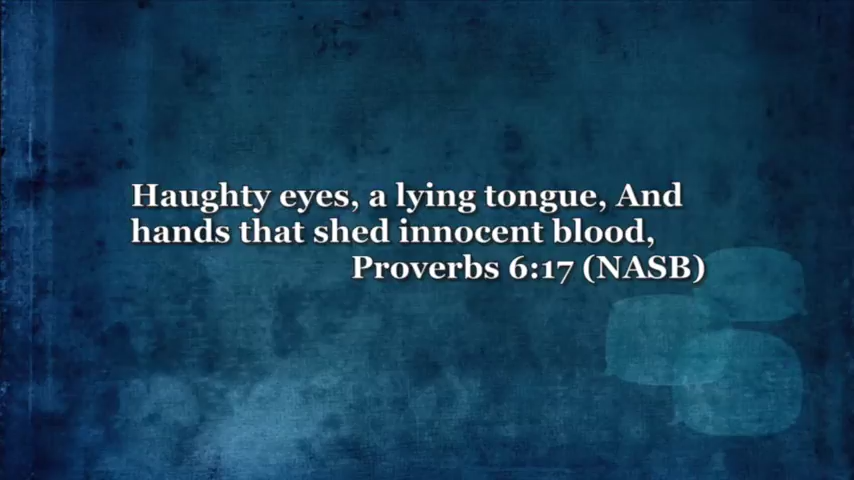 Haughty eyes, a lying tongue, And
hands that shed innocent blood,
Proverbs 6:17 (NASB)